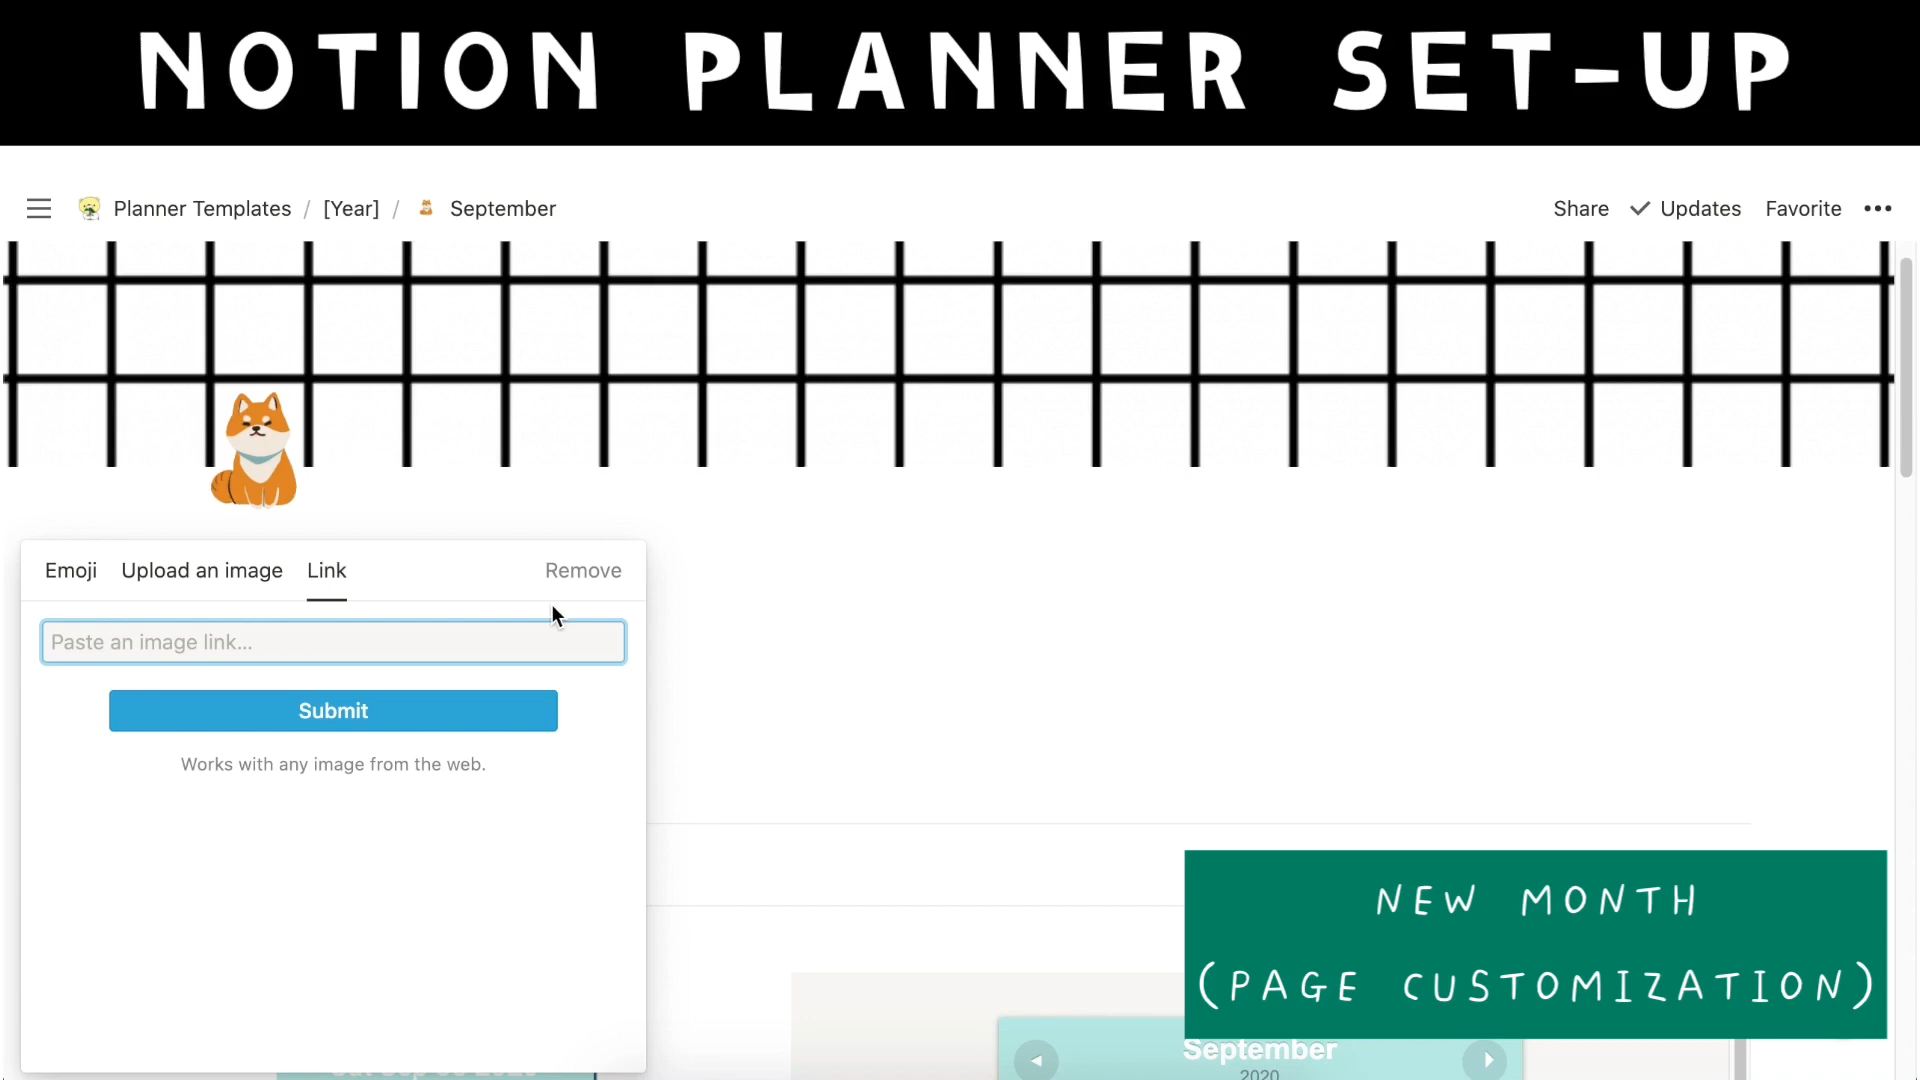 NOTION PLANNER SET-UP
Planner Templates / [Year] / September
Share Updates Favorite
Emoji Upload an image Link Remove
Paste an image link...
Submit
Works with any image from the web.
NEW MONTH
(PAGE CUSTOMIZATION)
September
2020